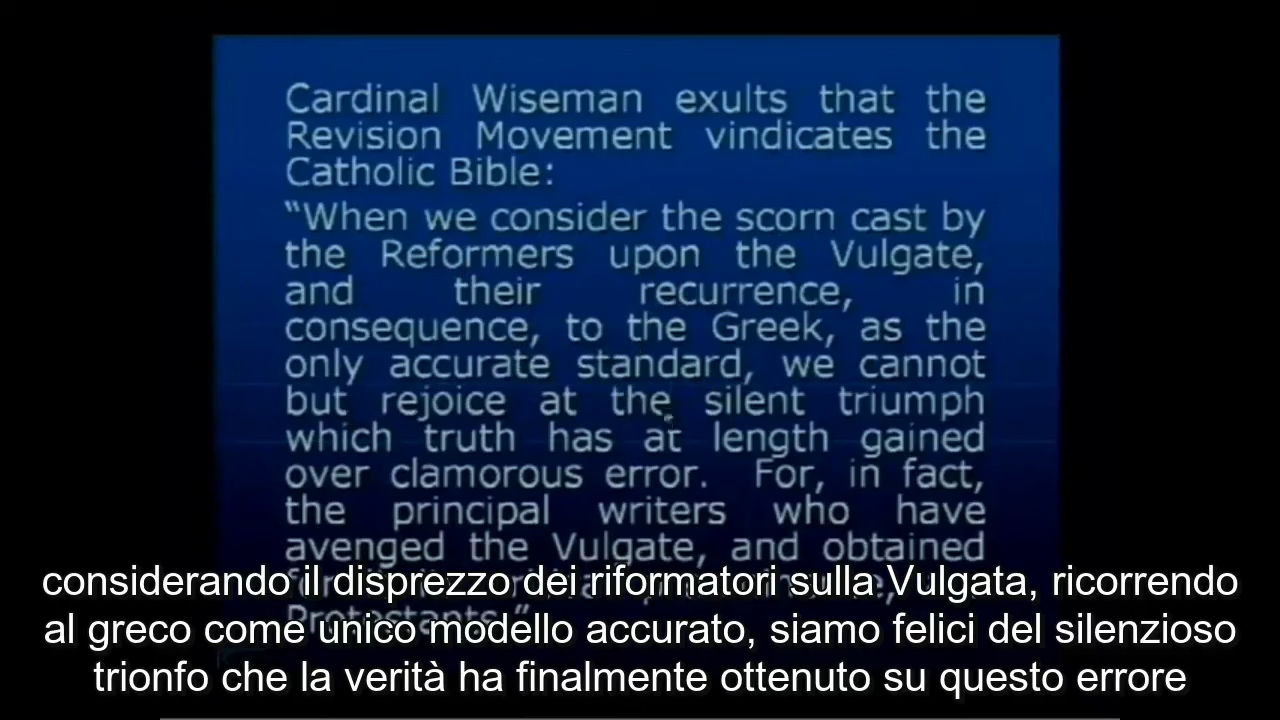 Cardinal Wiseman exults that the
Revision Movement vindicates the
Catholic Bible:
“When we consider the scorn cast by
the Reformers upon the Vulgate,
and their recurrence, in
consequence, to the Greek, as the
only accurate standard, we cannot
but rejoice at the silent triumph
which truth has at length gained
over clamorous error. For, in fact,
the principal writers who have
avenged the Vulgate, and obtained
Protestants.”
considerando il disprezzo dei riformatori sulla Vulgata, ricorrendo
al greco come unico modello accurato, siamo felici del silenzioso
trionfo che la verità ha finalmente ottenuto su questo errore